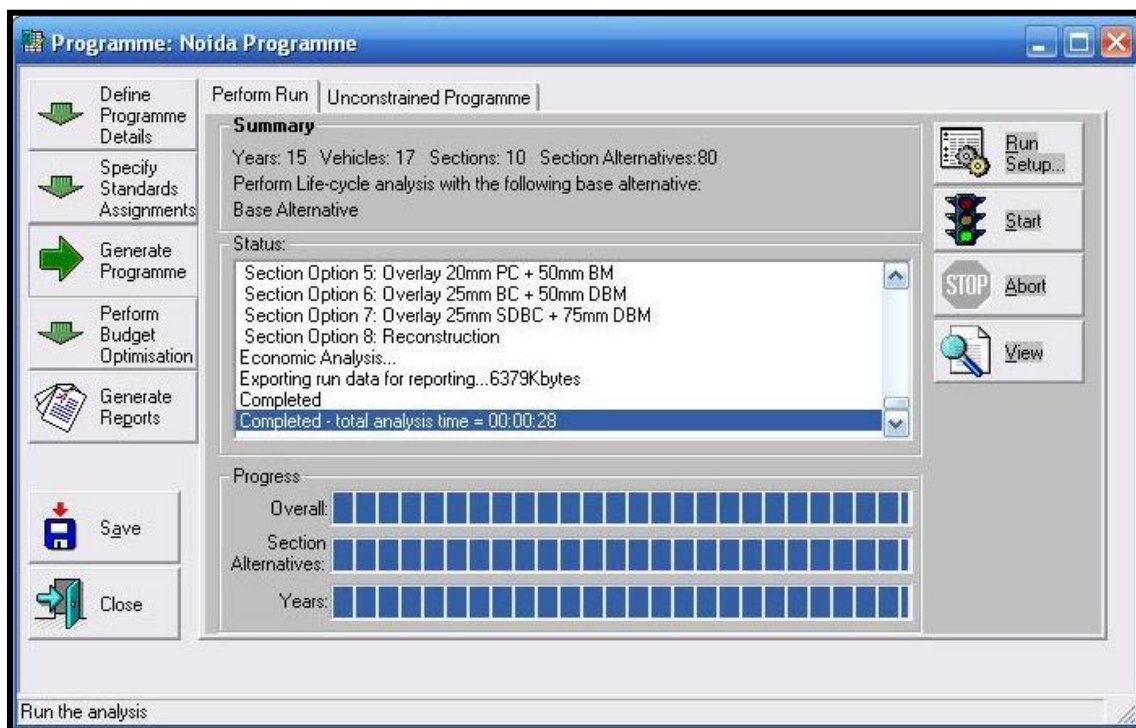 Programme: Noida Programme
Define
Programme
Details
Specify
Standards
Assignments
Generate
Programme
Perform
Budget
Optimisation
Generate
Reports
Save
Close
Perform Run
Unconstrained Programme
Summary
Years: 15 Vehicles: 17 Sections: 10 Section Alternatives:80
Perform Life-cycle analysis with the following base alternative:
Base Alternative
Status:
Section Option 5: Overlay 20mm PC + 50mm BM
Section Option 6: Overlay 25mm BC + 50mm DBM
Section Option 7: Overlay 25mm SDBC + 75mm DBM
Section Option 8: Reconstruction
Economic Analysis...
Exporting run data for reporting...6379Kbytes
Completed
Completed - total analysis time = 00:00:28
Progress
Overall:
Section
Alternatives:
Years:
Run
Setup...
Start
STOP Abort
View
Run the analysis